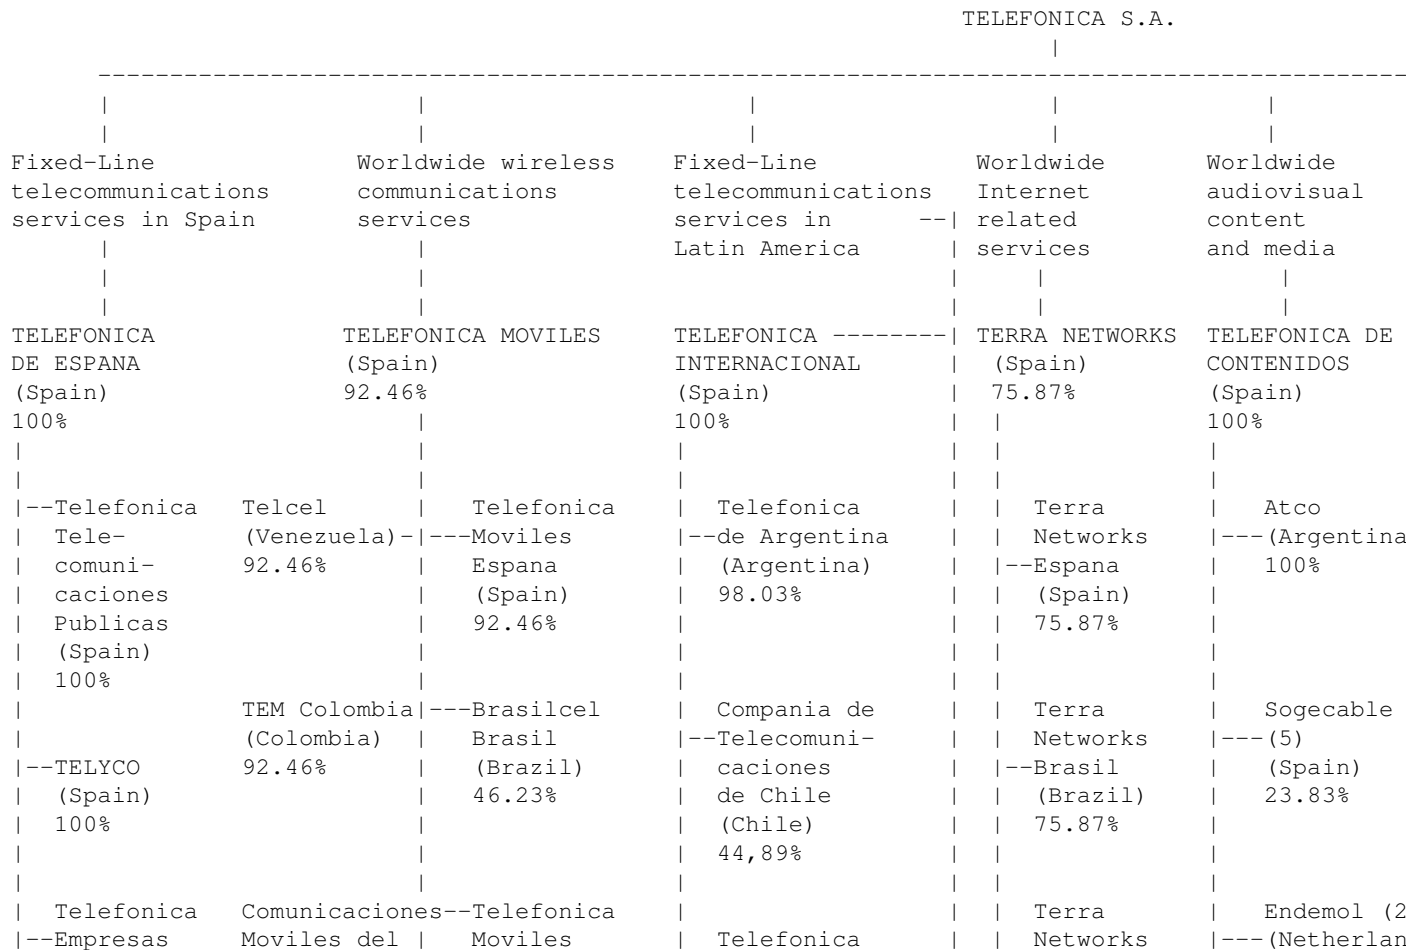 TELEFONICA S.A.
                                                                         |
       -------------------------------------------------------------------------------------------
       |                     |                      |                    |              |
       |                     |                      |                    |              |
Fixed-Line              Worldwide wireless    Fixed-Line           Worldwide       Worldwide
telecommunications      communications        telecommunications   Internet        audiovisual
services in Spain       services              services in      --| related         content
       |                     |                Latin America      | services        and media
       |                     |                                   |     |                |
       |                     |                                   |     |                |
TELEFONICA             TELEFONICA MOVILES     TELEFONICA --------| TERRA NETWORKS  TELEFONICA DE
DE ESPANA              (Spain)                INTERNACIONAL      |  (Spain)        CONTENIDOS
(Spain)                92.46%                 (Spain)            |  75.87%         (Spain)
100%                         |                100%               |  |              100%
|                            |                 |                 |  |              |
|                            |                 |                 |  |              |
|--Telefonica   Telcel       |   Telefonica    |  Telefonica     |  |  Terra       |   Atco
|  Tele-        (Venezuela)-|---Moviles        |--de Argentina   |  |  Networks    |---(Argentina
|  comuni-      92.46%       |   Espana        |  (Argentina)    |  |--Espana      |   100%
|  caciones                  |   (Spain)       |  98.03%         |  |  (Spain)     |
|  Publicas                  |   92.46%        |                 |  |  75.87%      |
|  (Spain)                   |                 |                 |  |              |
|  100%                      |                 |                 |  |              |
|               TEM Colombia|---Brasilcel      |  Compania de    |  |  Terra       |   Sogecable
|               (Colombia)   |   Brasil        |--Telecomuni-    |  |  Networks    |---(5)
|--TELYCO       92.46%       |   (Brazil)      |  caciones       |  |--Brasil      |   (Spain)
|  (Spain)                   |   46.23%        |  de Chile       |  |  (Brazil)    |   23.83%
|  100%                      |                 |  (Chile)        |  |  75.87%      |
|                            |                 |  44,89%         |  |              |
|                            |                 |                 |  |              |
|  Telefonica   Comunicaciones--Telefonica     |                 |  |  Terra       |   Endemol (2
|--Empresas     Moviles del  |   Moviles       |  Telefonica     |  |  Networks    |---(Netherlan